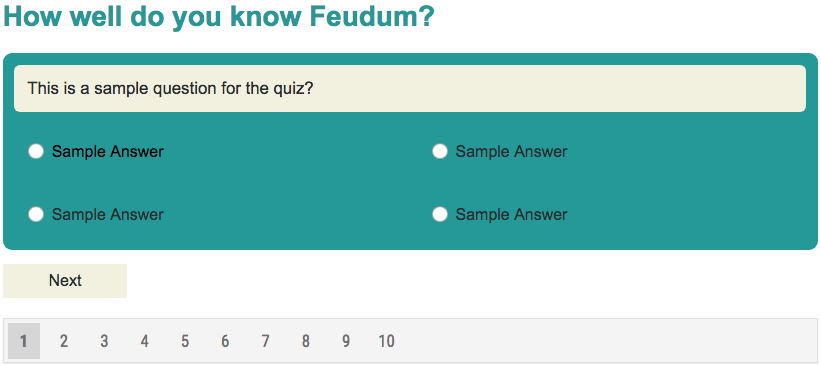 How well do you know Feudum?
This is a sample question for the quiz?
Sample Answer Sample Answer
Sample Answer Sample Answer
Next
1 2 3 4 5 6 7 8 9 10